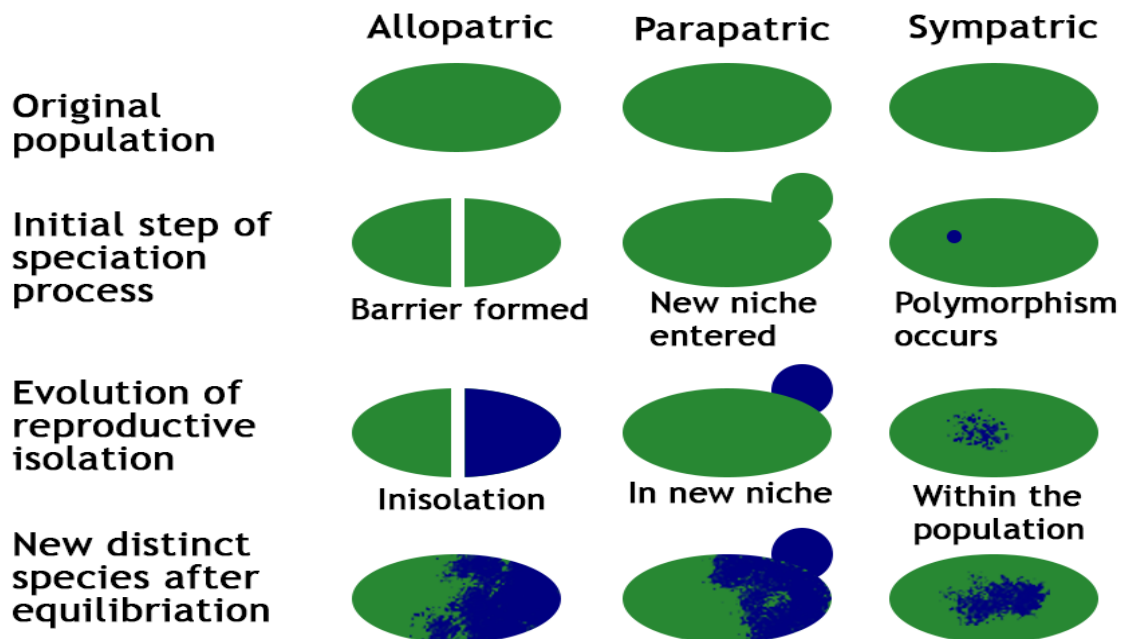 Allopatric Parapatric Sympatric
Original
population
Initial step of
speciation
process
Barrier formed
New niche
entered
Polymorphism
occurs
Evolution of
reproductive
isolation
Inisolation
In new niche
Within the
population
New distinct
species after
equilibriation